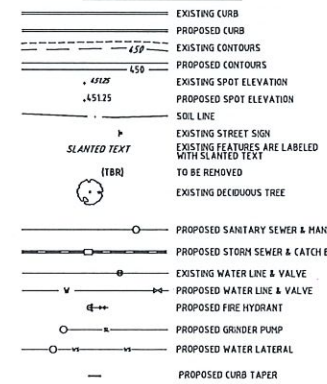 EXISTING CURB
PROPOSED CURB
450 EXISTING CONTOURS
450 PROPOSED CONTOURS
.451.25 EXISTING SPOT ELEVATION
.451.25 PROPOSED SPOT ELEVATION
SOIL LINE
EXISTING STREET SIGN
SLANTED TEXT EXISTING FEATURES ARE LABELED
WITH SLANTED TEXT
(TBR) TO BE REMOVED
EXISTING DECIDUOUS TREE
PROPOSED SANITARY SEWER & MAN
PROPOSED STORM SEWER & CATCH B
EXISTING WATER LINE & VALVE
W PROPOSED WATER LINE & VALVE
PROPOSED FIRE HYDRANT
PROPOSED GRINDER PUMP
VS VS PROPOSED WATER LATERAL
PROPOSED CURB TAPER